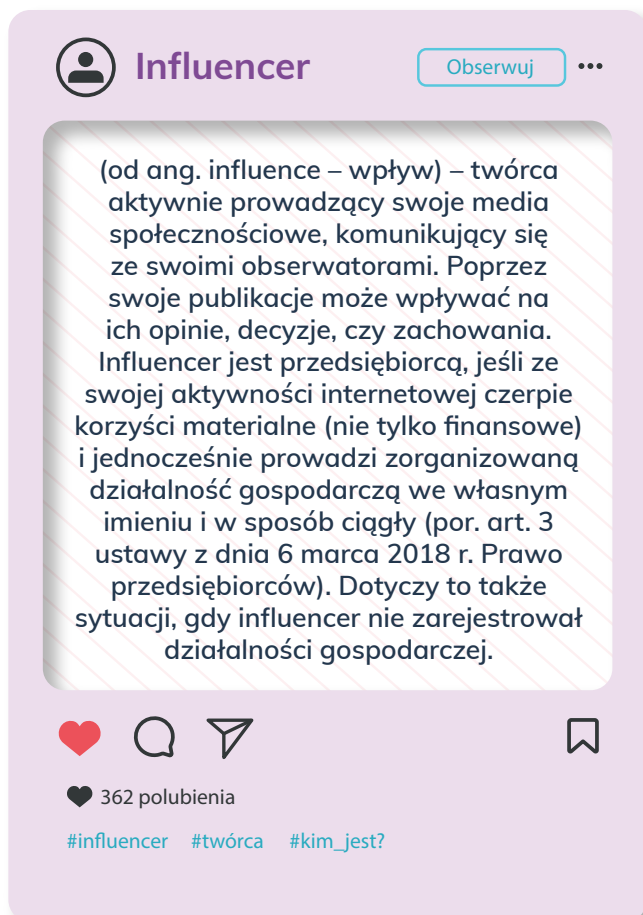 Influencer
Obserwuj
(od ang. influence – wpływ) – twórca
aktywnie prowadzący swoje media
społecznościowe, komunikujący się
ze swoimi obserwatorami. Poprzez
swoje publikacje może wpływać na
ich opinie, decyzje, czy zachowania.
Influencer jest przedsiębiorcą, jeśli ze
swojej aktywności internetowej czerpie
korzyści materialne (nie tylko finansowe)
i jednocześnie prowadzi zorganizowaną
działalność gospodarczą we własnym
imieniu i w sposób ciągły (por. art. 3
ustawy z dnia 6 marca 2018 r. Prawo
przedsiębiorców). Dotyczy to także
sytuacji, gdy influencer nie zarejestrował
działalności gospodarczej.
362 polubienia
#influencer #twórca #kim_jest?